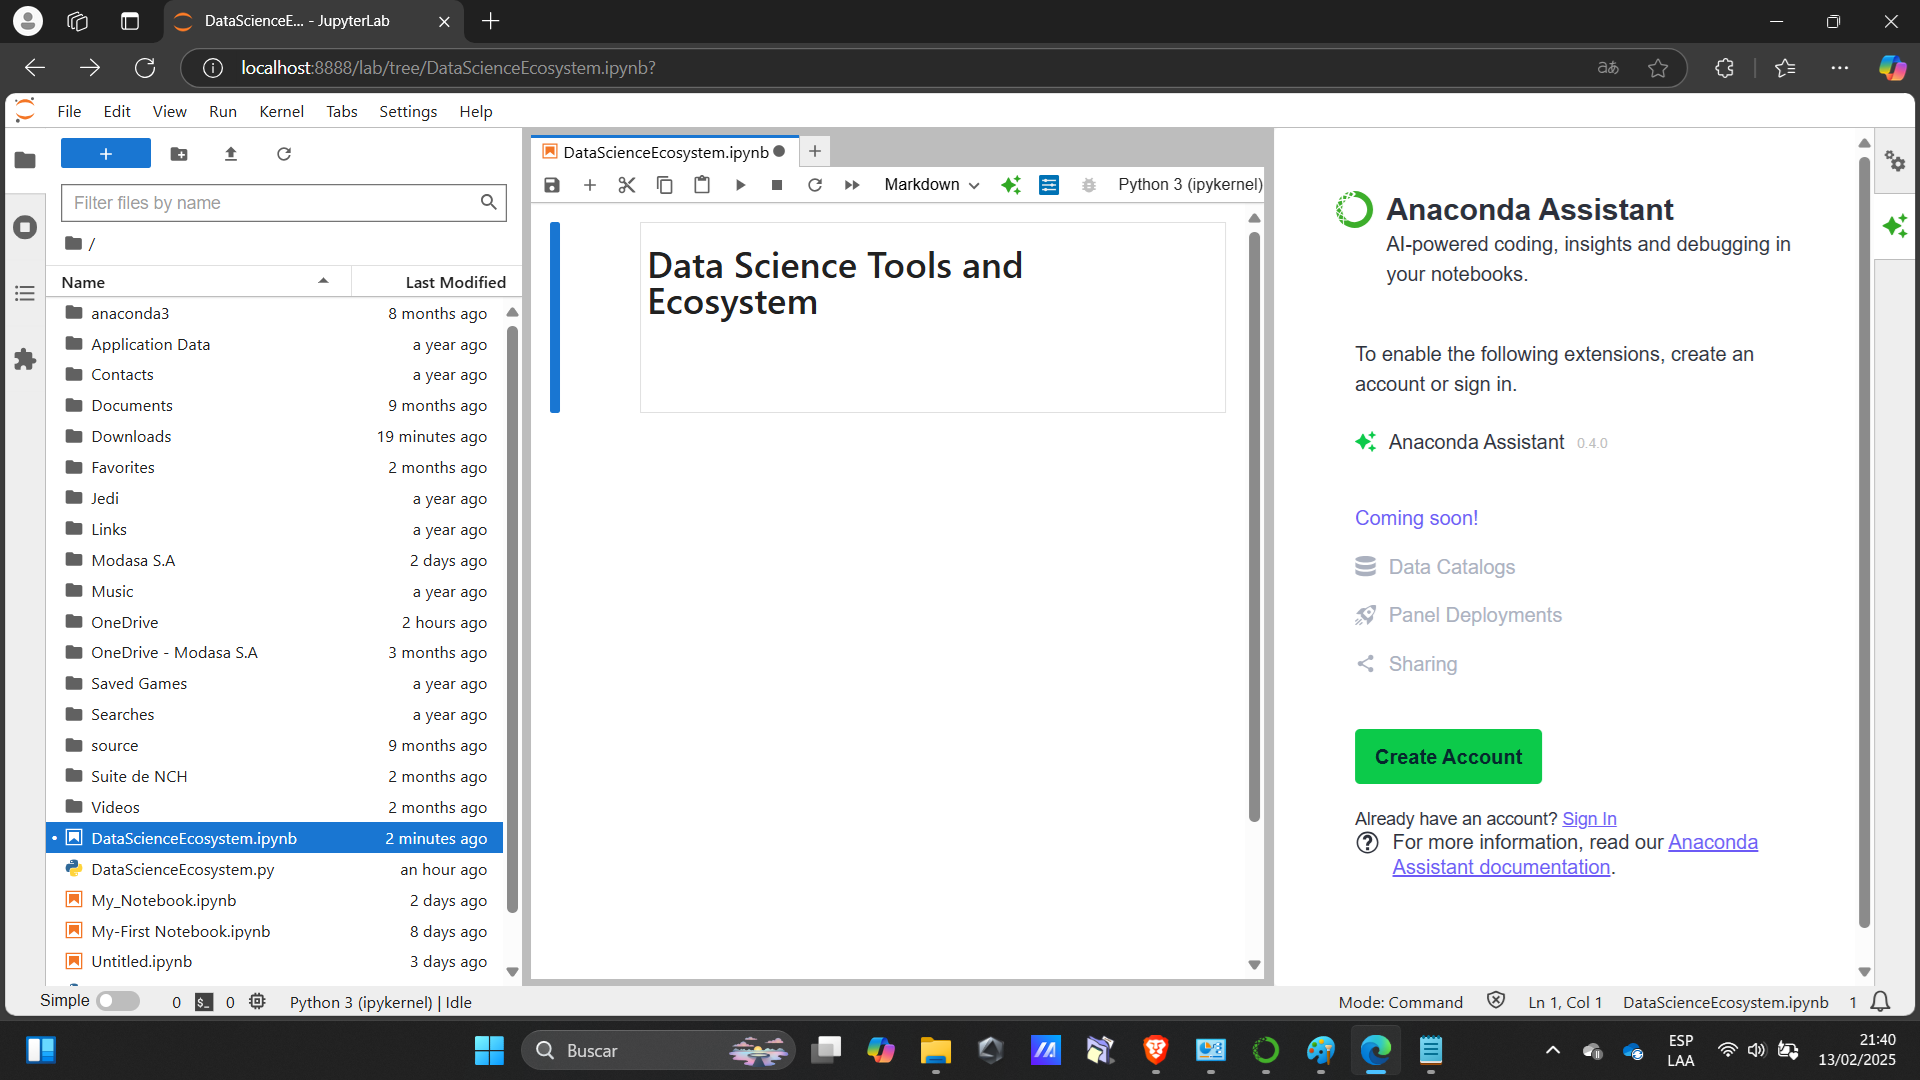 DataScienceE... - JupyterLab
localhost:8888/lab/tree/DataScienceEcosystem.ipynb?
File Edit View Run Kernel Tabs Settings Help
Filter files by name
/
Name Last Modified
anaconda3 8 months ago
Application Data a year ago
Contacts a year ago
Documents 9 months ago
Downloads 19 minutes ago
Favorites 2 months ago
Jedi a year ago
Links a year ago
Modasa S.A 2 days ago
Music a year ago
OneDrive 2 hours ago
OneDrive - Modasa S.A 3 months ago
Saved Games a year ago
Searches a year ago
source 9 months ago
Suite de NCH 2 months ago
Videos 2 months ago
DataScienceEcosystem.ipynb 2 minutes ago
DataScienceEcosystem.py an hour ago
My_Notebook.ipynb 2 days ago
My-First Notebook.ipynb 8 days ago
Untitled.ipynb 3 days ago
DataScienceEcosystem.ipynb
Markdown Python 3 (ipykernel)
Data Science Tools and
Ecosystem
Anaconda Assistant
AI-powered coding, insights and debugging in
your notebooks.
To enable the following extensions, create an
account or sign in.
Anaconda Assistant 0.4.0
Coming soon!
Data Catalogs
Panel Deployments
Sharing
Create Account
Already have an account? Sign In
For more information, read our Anaconda
Assistant documentation.
Simple 0 0 Python 3 (ipykernel) | Idle Mode: Command Ln 1, Col 1 DataScienceEcosystem.ipynb 1
Buscar
ESP
LAA
21:40
13/02/2025